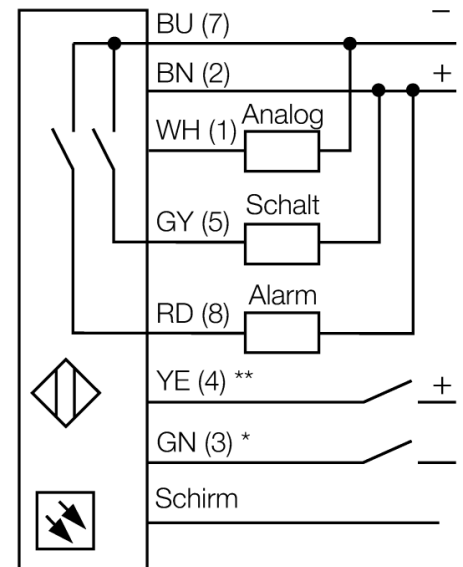 BU (7) −
BN (2) +
WH (1) Analog
GY (5) Schalt
RD (8) Alarm
YE (4) ** +
GN (3) *
Schirm